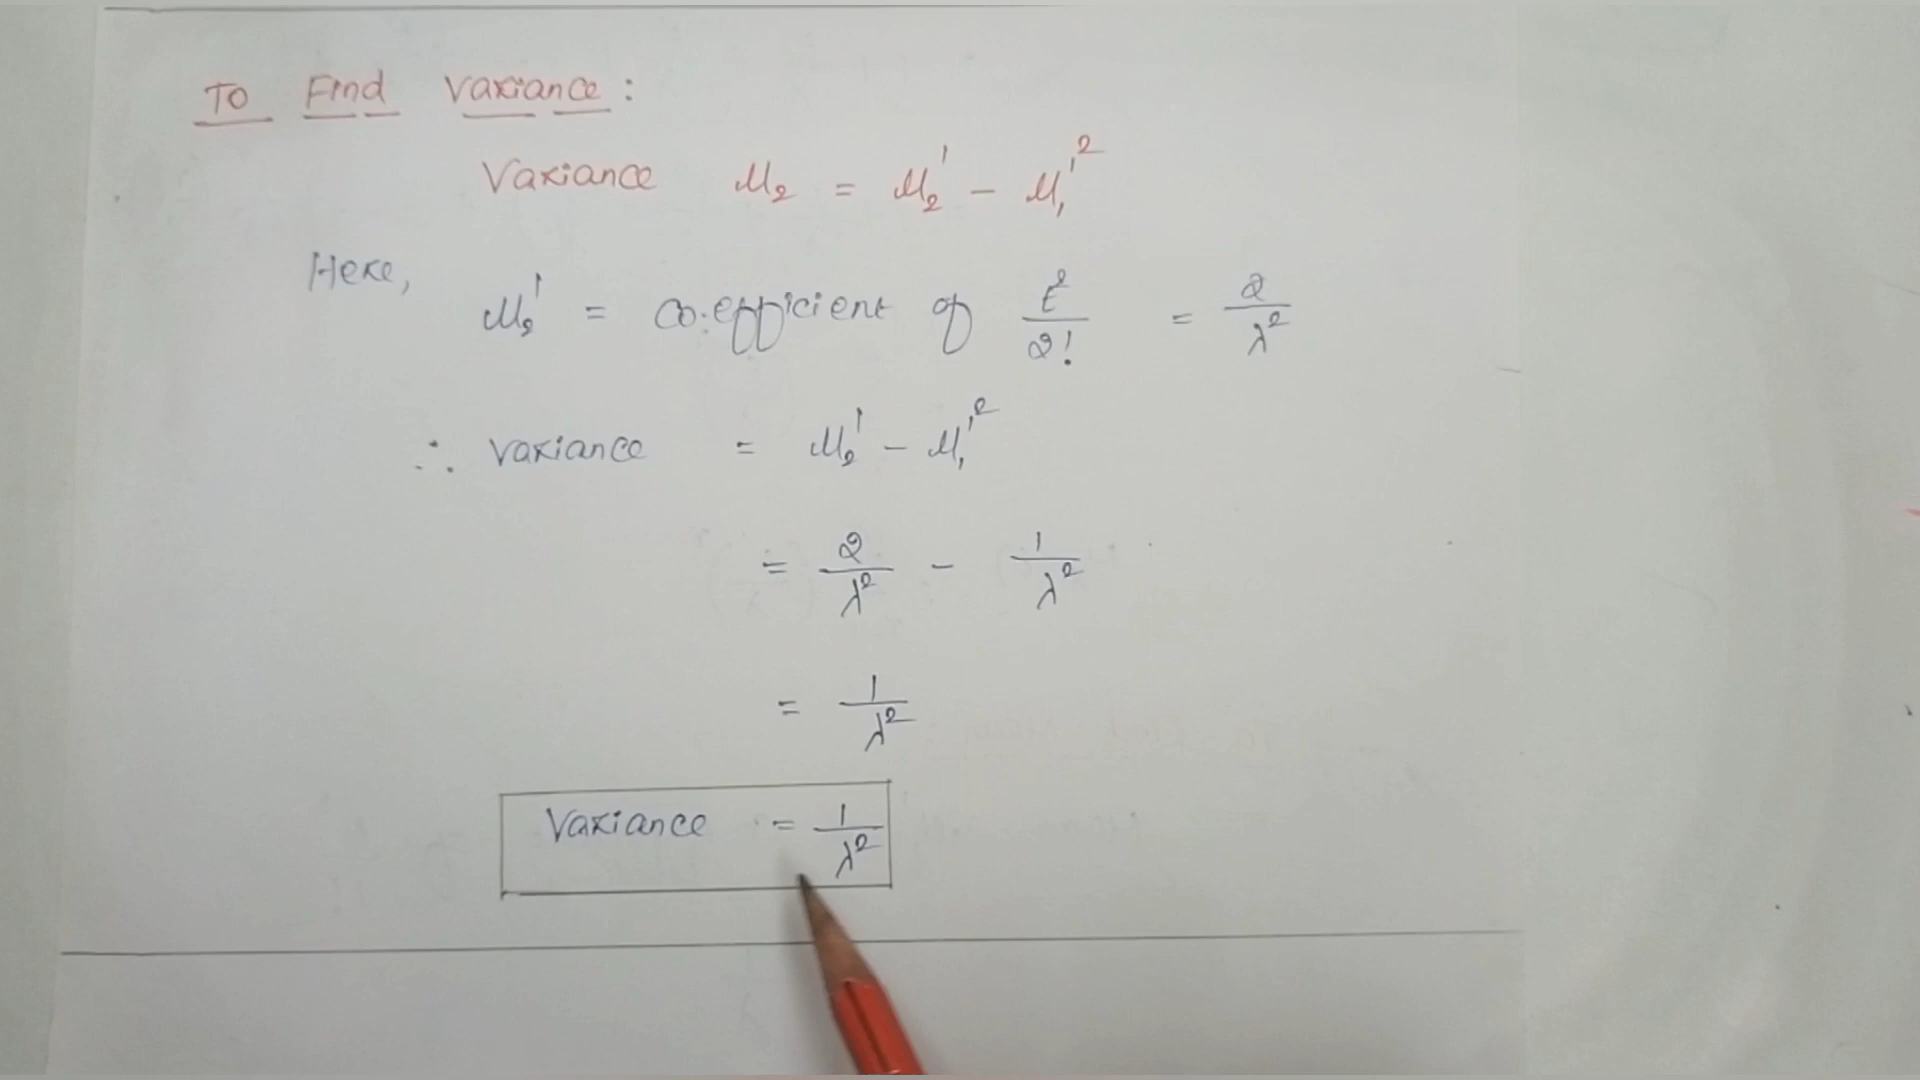 To Find Variance:
Variance μ₂ = μ₂' - μ₁'²
Here,
μ₂' = Co.efficient of t²/2! = 2/λ²
∴ variance = μ₂' - μ₁'²
= 2/λ² - 1/λ²
= 1/λ²
Variance = 1/λ²